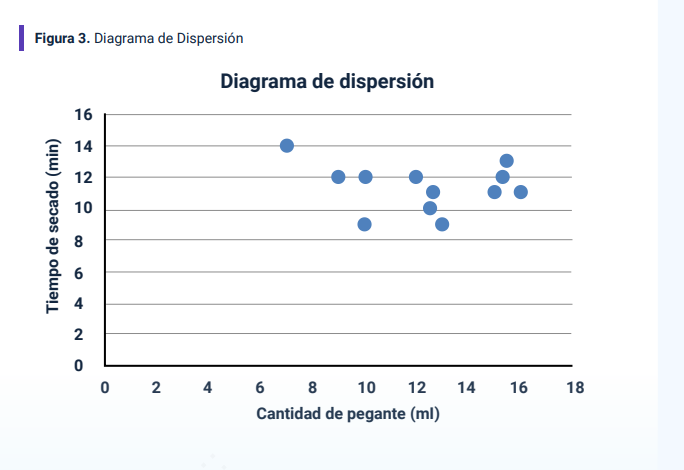 Figura 3. Diagrama de Dispersión
Diagrama de dispersión
16
14
12
10
8
6
4
2
0
Tiempo de secado (min)
0 2 4 6 8 10 12 14 16 18
Cantidad de pegante (ml)